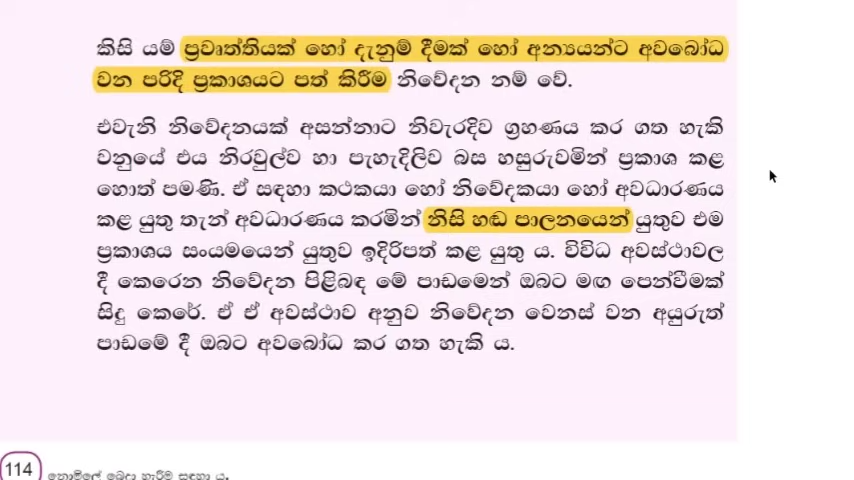 කිසි යම් ප්‍රවෘත්තියක් හෝ දැනුම් දීමක් හෝ අන්‍යයන්ට අවබෝධ
වන පරිදි ප්‍රකාශයට පත් කිරීම නිවේදන නම් වේ.
එවැනි නිවේදනයක් අසන්නාට නිවැරදිව ග්‍රහණය කර ගත හැකි
වනුයේ එය නිරවුල්ව හා පැහැදිලිව බස හසුරුවමින් ප්‍රකාශ කළ
හොත් පමණි. ඒ සඳහා කථකයා හෝ නිවේදකයා හෝ අවධාරණය
කළ යුතු තැන් අවධාරණය කරමින් නිසි හඬ පාලනයෙන් යුතුව එම
ප්‍රකාශය සංයමයෙන් යුතුව ඉදිරිපත් කළ යුතු ය. විවිධ අවස්ථාවල
දී කෙරෙන නිවේදන පිළිබඳ මේ පාඩමෙන් ඔබට මඟ පෙන්වීමක්
සිදු කෙරේ. ඒ ඒ අවස්ථාව අනුව නිවේදන වෙනස් වන අයුරුත්
පාඩමේ දී ඔබට අවබෝධ කර ගත හැකි ය.
114 නොමිලේ බෙදා හැරීම සඳහා ය.